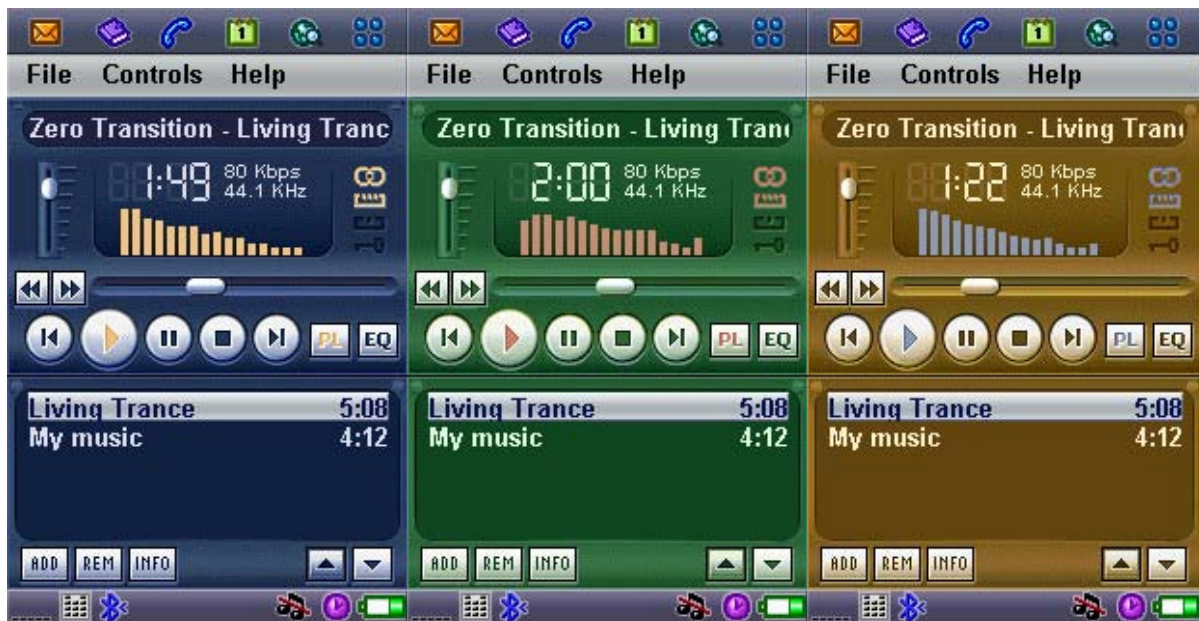 File Controls Help
Zero Transition - Living Tranc
1:49 80 Kbps
44.1 KHz
PL EQ
Living Trance 5:08
My music 4:12
ADD REM INFO
1
File Controls Help
Zero Transition - Living Tran
2:00 80 Kbps
44.1 KHz
PL EQ
Living Trance 5:08
My music 4:12
ADD REM INFO
1
File Controls Help
Zero Transition - Living Tran
1:22 80 Kbps
44.1 KHz
PL EQ
Living Trance 5:08
My music 4:12
ADD REM INFO
1